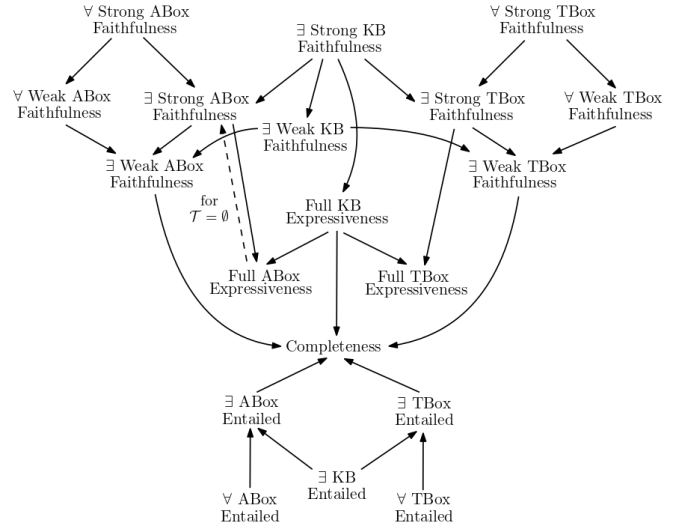 ∀ Strong ABox
Faithfulness
∃ Strong KB
Faithfulness
∀ Strong TBox
Faithfulness
∀ Weak ABox
Faithfulness
∃ Strong ABox
Faithfulness
∃ Strong TBox
Faithfulness
∀ Weak TBox
Faithfulness
∃ Weak KB
Faithfulness
∃ Weak ABox
Faithfulness
∃ Weak TBox
Faithfulness
for
𝒯 = ∅
Full KB
Expressiveness
Full ABox
Expressiveness
Full TBox
Expressiveness
Completeness
∃ ABox
Entailed
∃ TBox
Entailed
∃ KB
Entailed
∀ ABox
Entailed
∀ TBox
Entailed